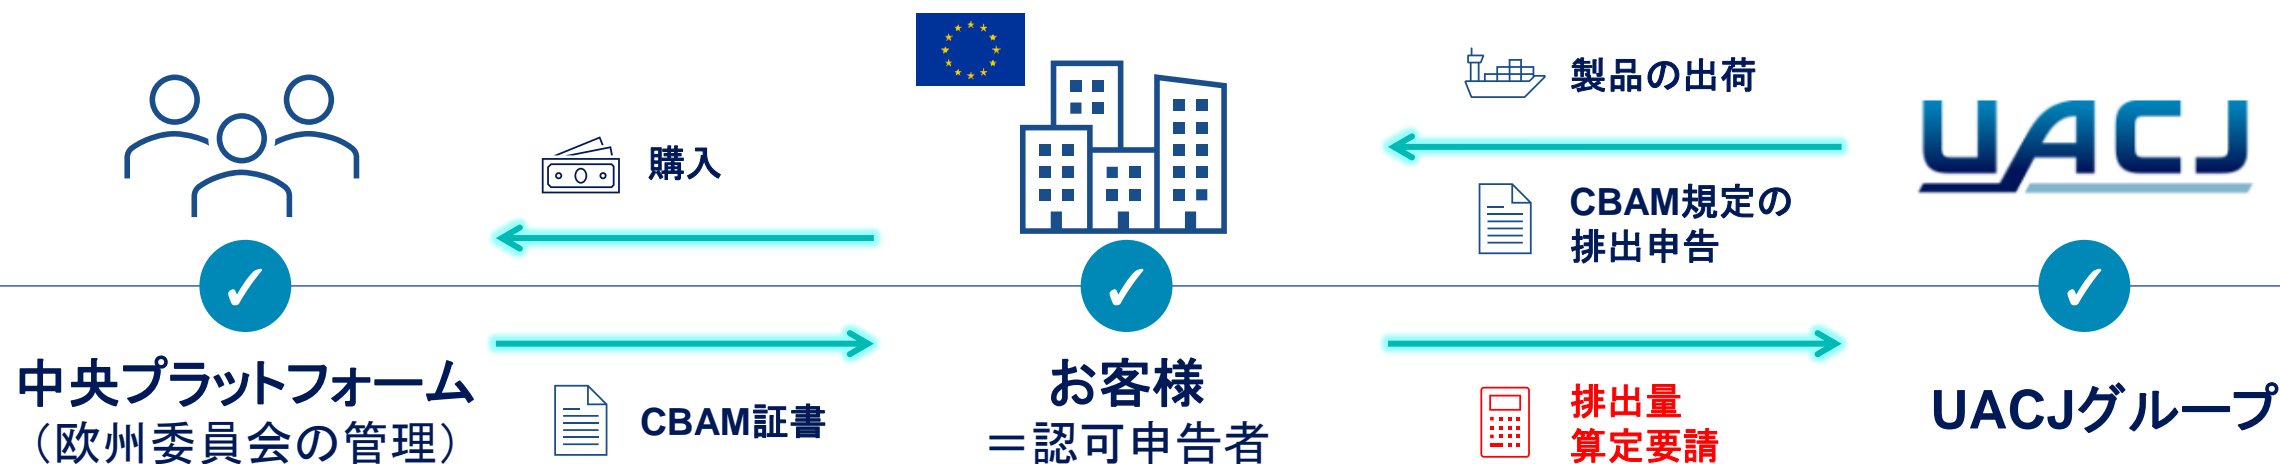 購入
製品の出荷
UACJ
CBAM規定の
排出申告
中央プラットフォーム
（欧州委員会の管理）
CBAM証書
お客様
＝認可申告者
排出量
算定要請
UACJグループ